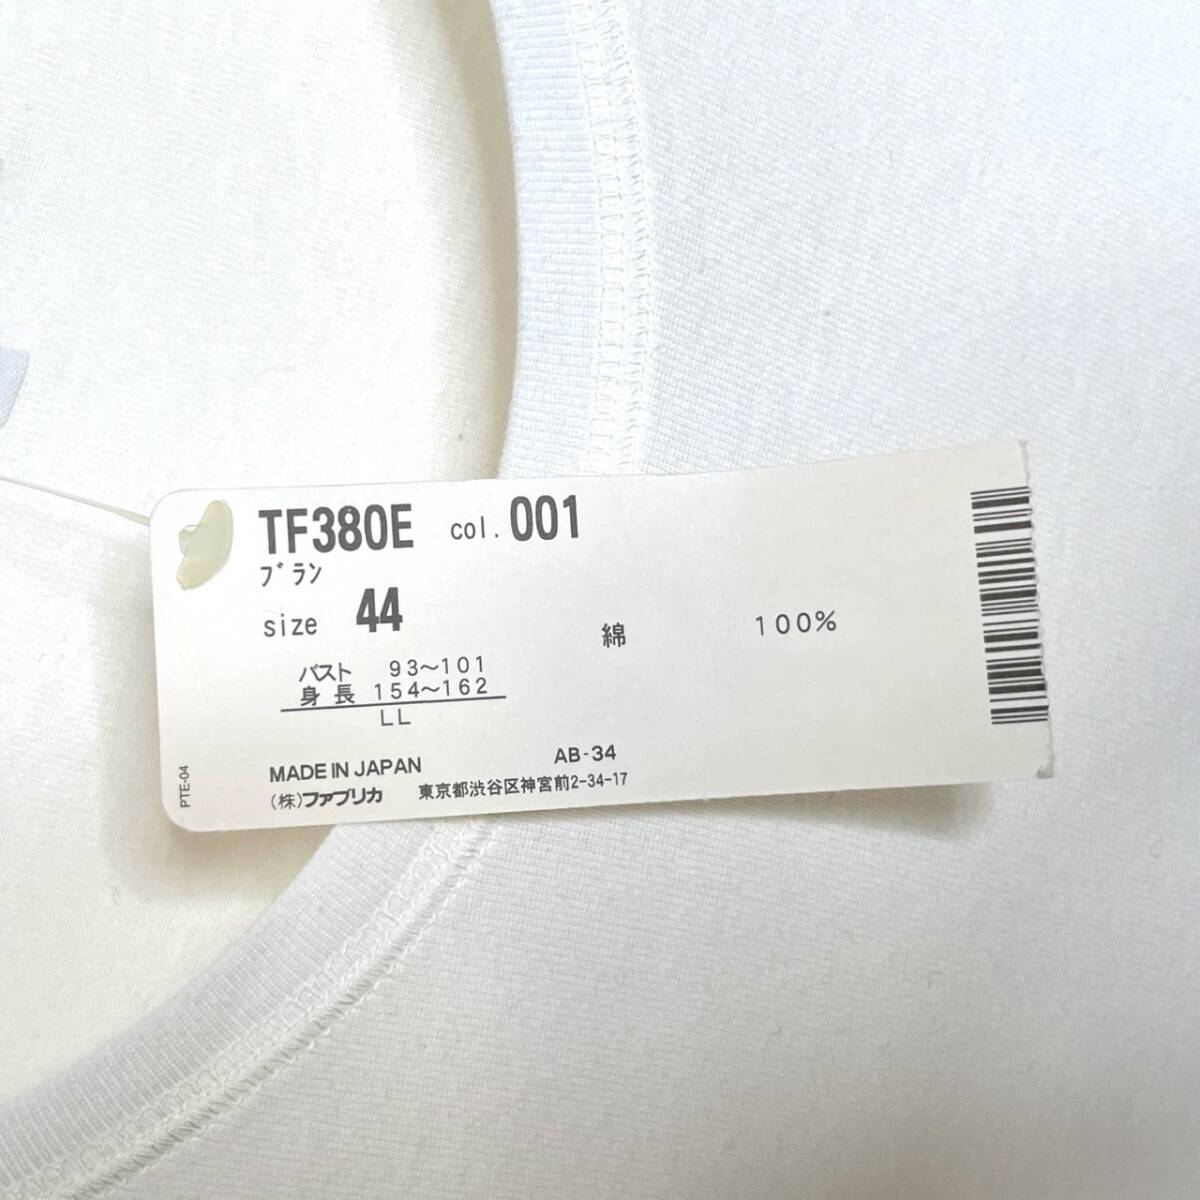 TF380E col. 001
ブラン
size 44
綿 100%
バスト 93〜101
身長 154〜162
LL
MADE IN JAPAN AB-34
(株)ファブリカ 東京都渋谷区神宮前2-34-17
PTE-04